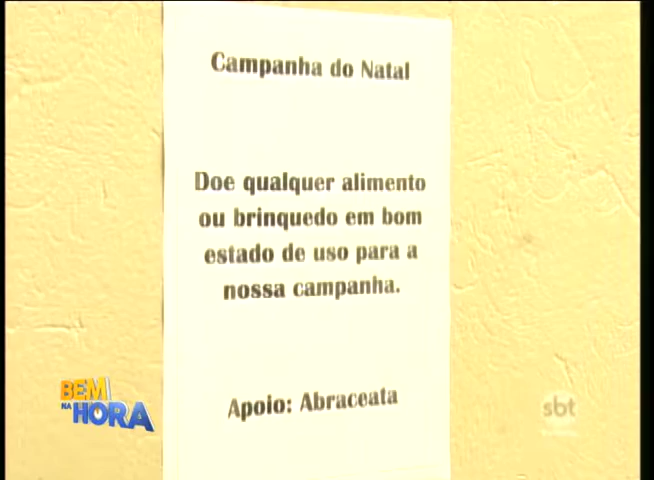 Campanha do Natal
Doe qualquer alimento
ou brinquedo em bom
estado de uso para a
nossa campanha.
Apoio: Abraceata
BEM
NA HORA
sbt